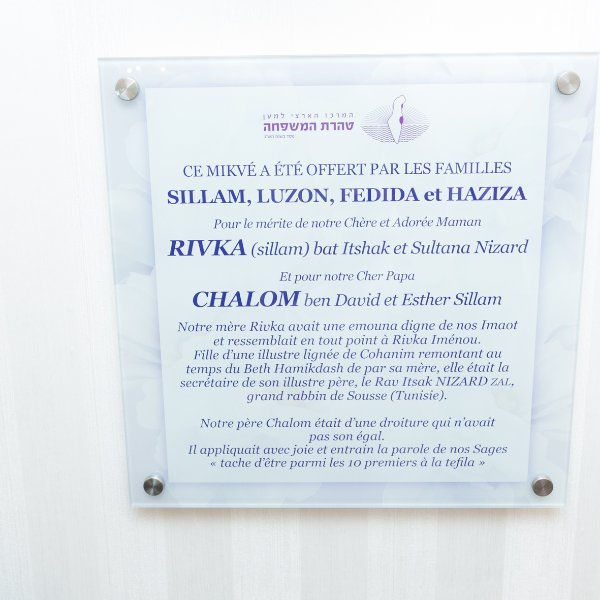 המרכז הארצי למען
טהרת המשפחה
CE MIKVÉ A ÉTÉ OFFERT PAR LES FAMILLES
SILLAM, LUZON, FEDIDA et HAZIZA
Pour le mérite de notre Chère et Adorée Maman
RIVKA (sillam) bat Itshak et Sultana Nizard
Et pour notre Cher Papa
CHALOM ben David et Esther Sillam
Notre mère Rivka avait une emouna digne de nos Imaot
et ressemblait en tout point à Rivka Iménou.
Fille d'une illustre lignée de Cohanim remontant au
temps du Beth Hamikdash de par sa mère, elle était la
secrétaire de son illustre père, le Rav Itsak NIZARD ZAL,
grand rabbin de Sousse (Tunisie).
Notre père Chalom était d'une droiture qui n'avait
pas son égal.
Il appliquait avec joie et entrain la parole de nos Sages
« tache d'être parmi les 10 premiers à la tefila »